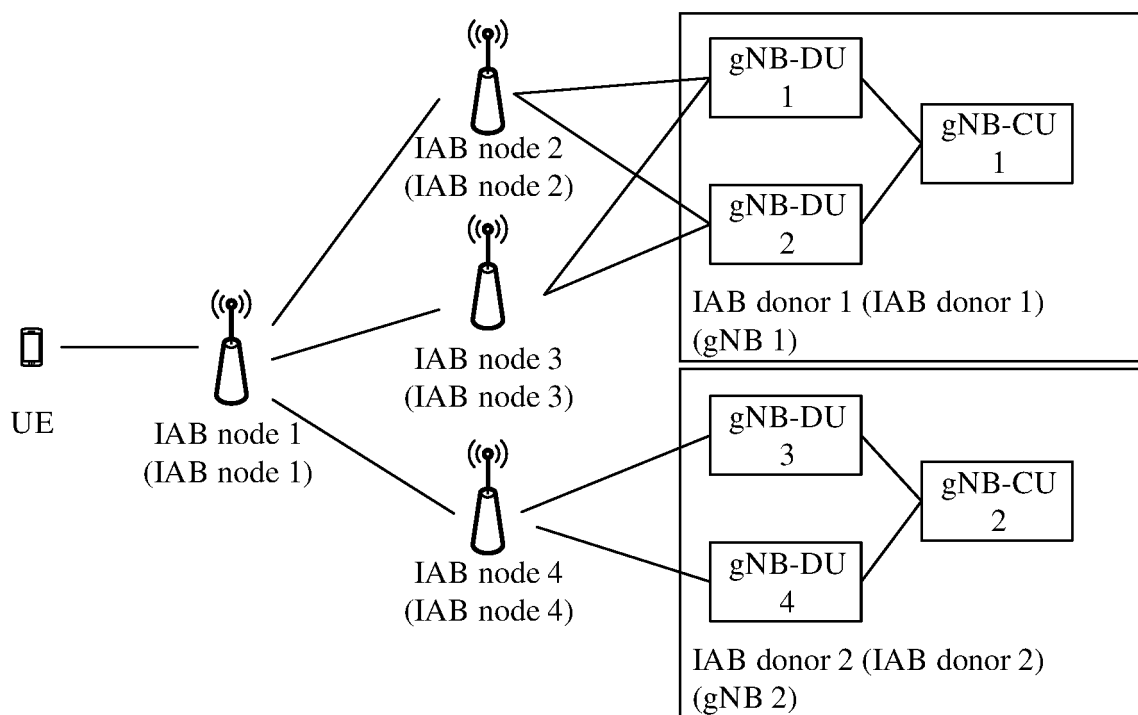 UE
IAB node 1
(IAB node 1)
IAB node 2
(IAB node 2)
IAB node 3
(IAB node 3)
IAB node 4
(IAB node 4)
gNB-DU
1
gNB-DU
2
gNB-CU
1
IAB donor 1 (IAB donor 1)
(gNB 1)
gNB-DU
3
gNB-DU
4
gNB-CU
2
IAB donor 2 (IAB donor 2)
(gNB 2)